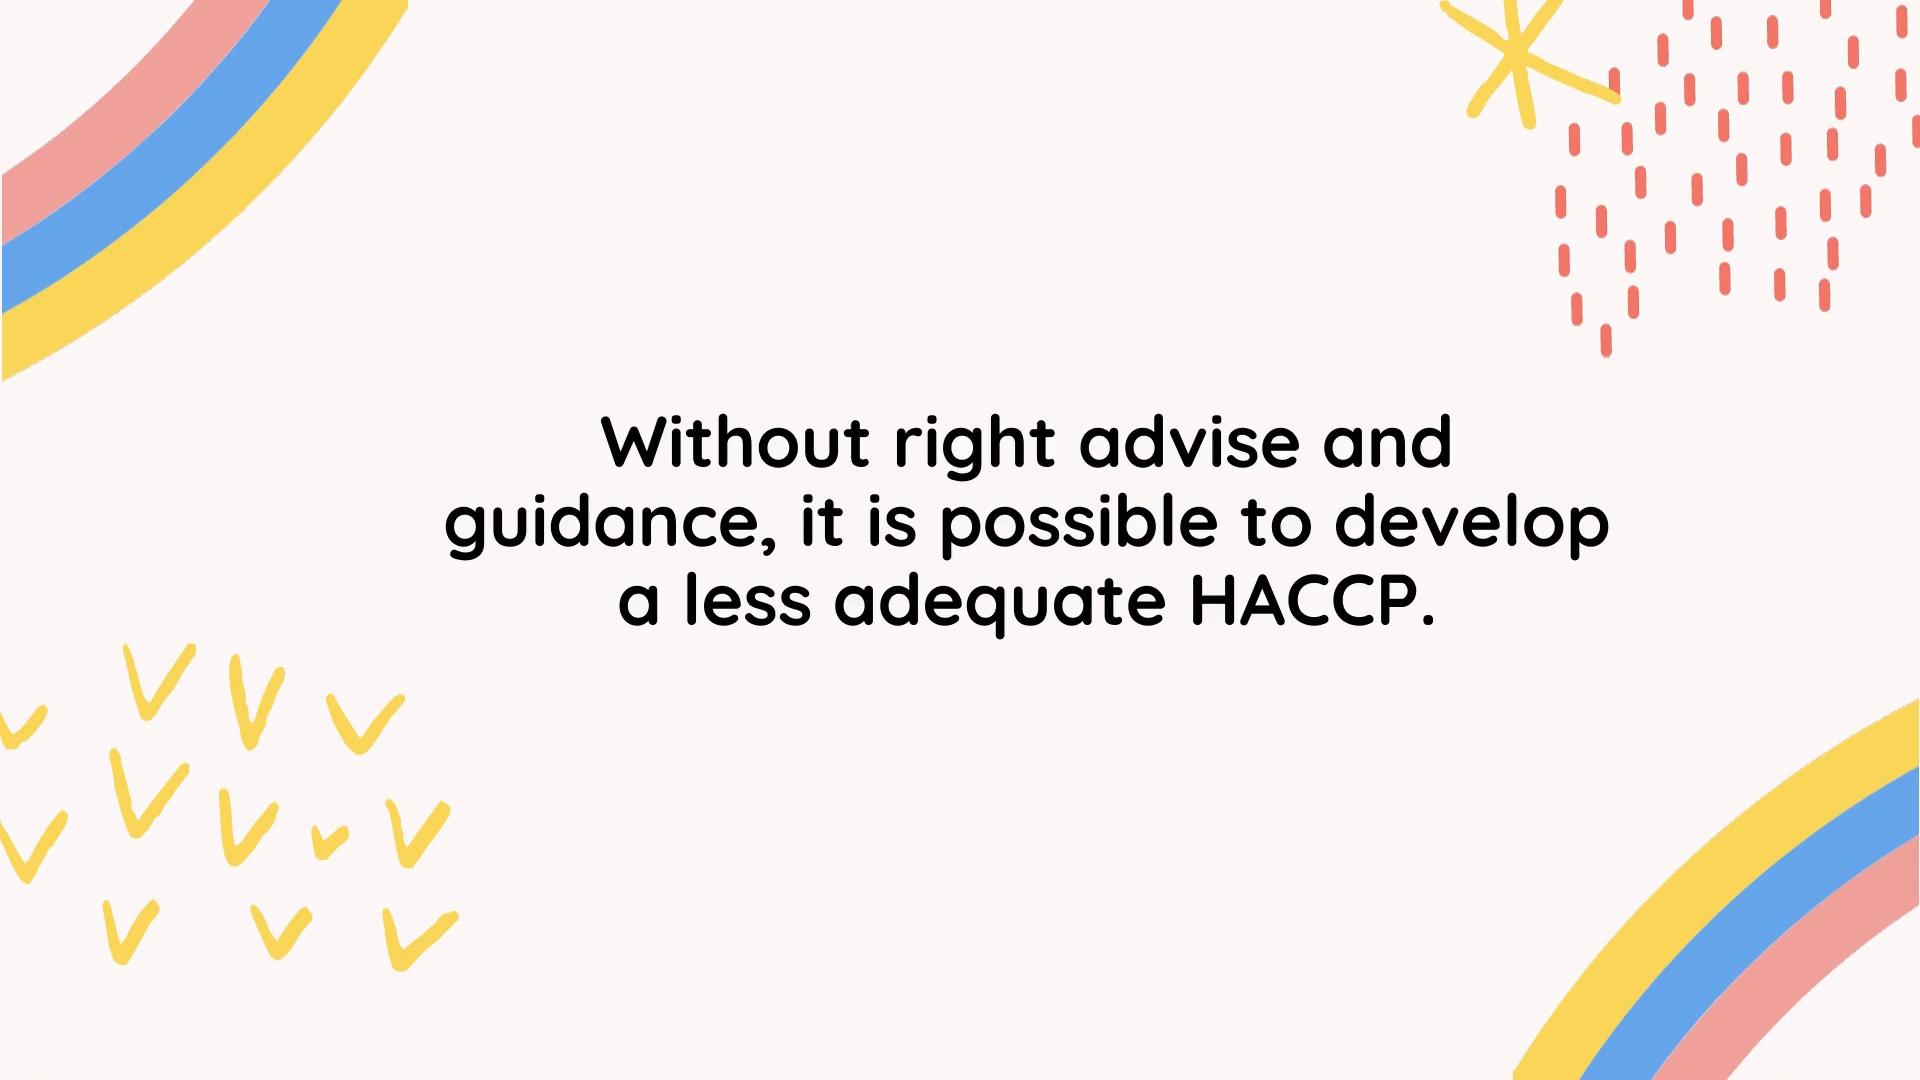 Without right advise and
guidance, it is possible to develop
a less adequate HACCP.